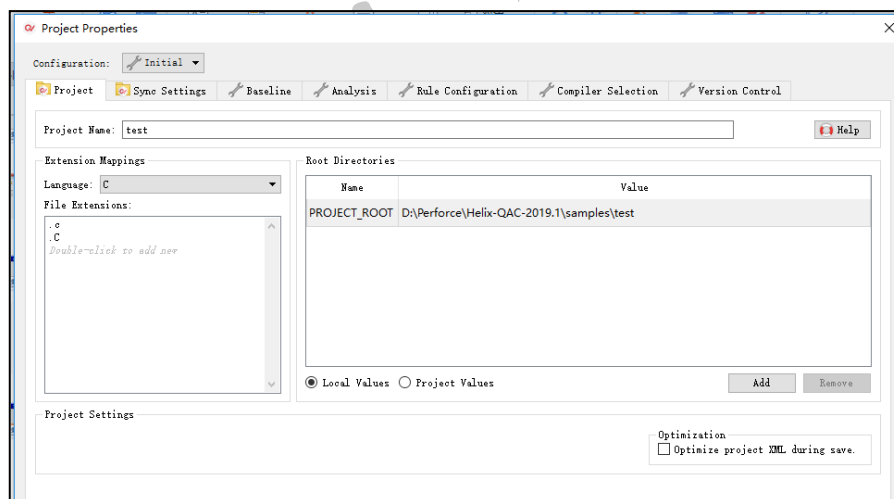 Project Properties
Configuration: Initial
Project Sync Settings Baseline Analysis Rule Configuration Compiler Selection Version Control
Project Name: test Help
Extension Mappings
Language: C
File Extensions:
.c
.C
Double-click to add new
Root Directories
Name Value
PROJECT_ROOT D:\Perforce\Helix-QAC-2019.1\samples\test
Local Values Project Values Add Remove
Project Settings
Optimization
Optimize project XML during save.